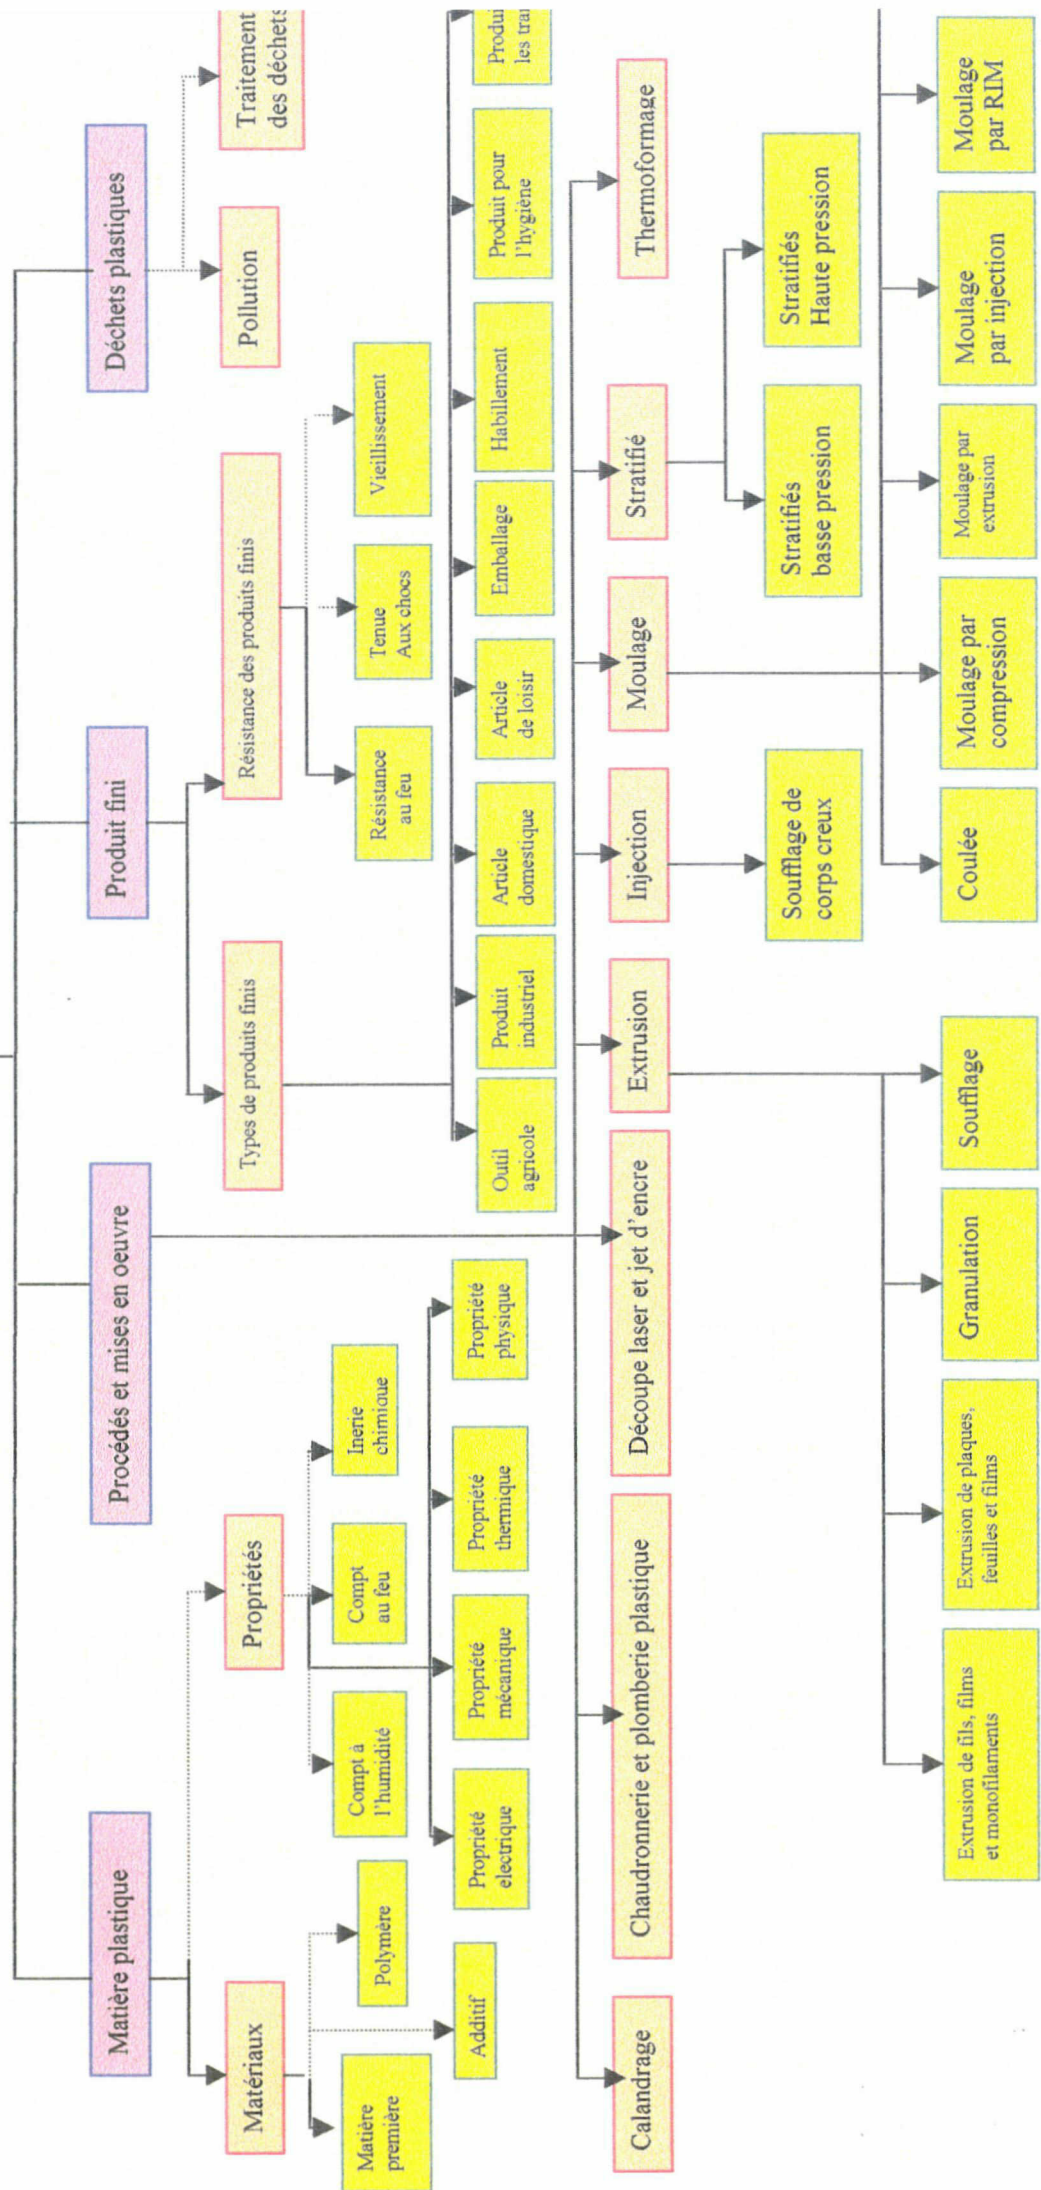 Matière plastique
Procédés et mises en oeuvre
Produit fini
Déchets plastiques
Matériaux
Propriétés
Types de produits finis
Résistance des produits finis
Pollution
Traitement
des déchets
Matière
première
Polymère
Compt à
l'humidité
Compt
au feu
Inerie
chimique
Résistance
au feu
Tenue
Aux chocs
Vieillissement
Additif
Propriété
electrique
Propriété
mécanique
Propriété
thermique
Propriété
physique
Outil
agricole
Produit
industriel
Article
domestique
Article
de loisir
Emballage
Habillement
Produit pour
l'hygiène
Produi
les tra
Calandrage
Chaudronnerie et plomberie plastique
Découpe laser et jet d'encre
Extrusion
Injection
Moulage
Stratifié
Thermoformage
Soufflage de
corps creux
Stratifiés
basse pression
Stratifiés
Haute pression
Extrusion de fils, films
et monofilaments
Extrusion de plaques,
feuilles et films
Granulation
Soufflage
Coulée
Moulage par
compression
Moulage par
extrusion
Moulage
par injection
Moulage
par RIM